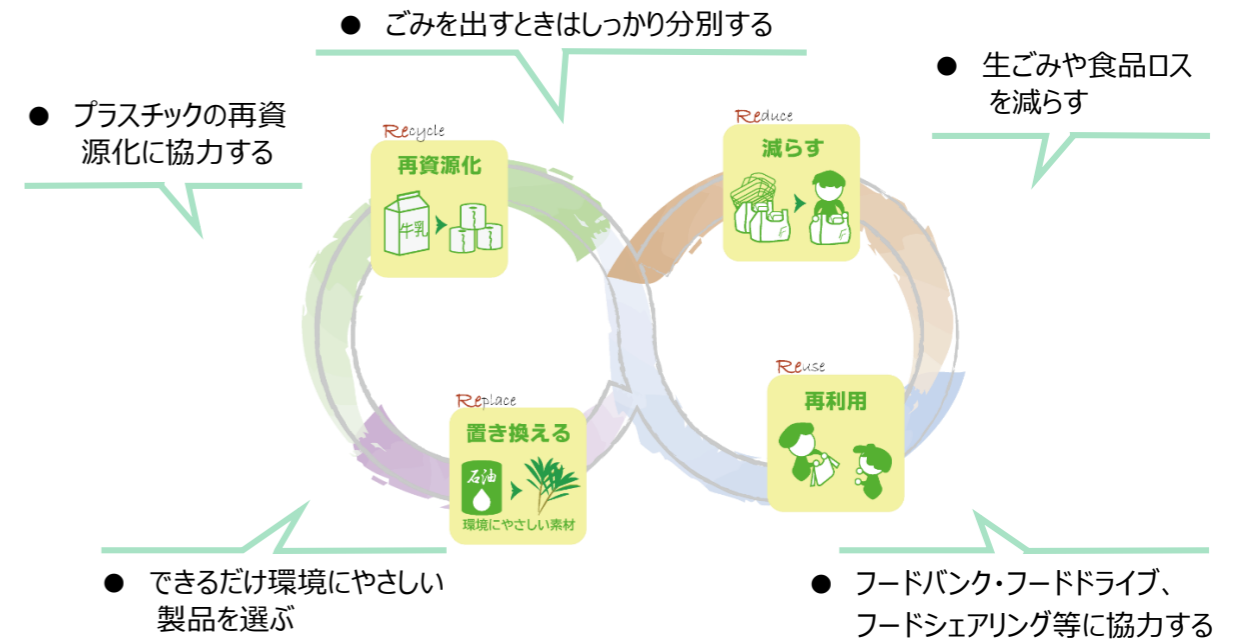 ● ごみを出すときはしっかり分別する
● 生ごみや食品ロス
を減らす
● プラスチックの再資
源化に協力する
Recycle
再資源化
牛乳
Reduce
減らす
Replace
置き換える
石油
環境にやさしい素材
Reuse
再利用
● できるだけ環境にやさしい
製品を選ぶ
● フードバンク・フードドライブ、
フードシェアリング等に協力する